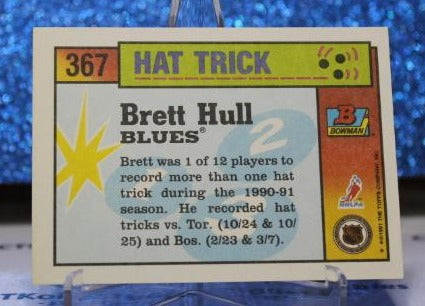 367 HAT TRICK
Brett Hull
BLUES®
Brett was 1 of 12 players to
record more than one hat
trick during the 1990-91
season. He recorded hat
tricks vs. Tor. (10/24 & 10/
25) and Bos. (2/23 & 3/7).
2
B
BOWMAN
NHLPA